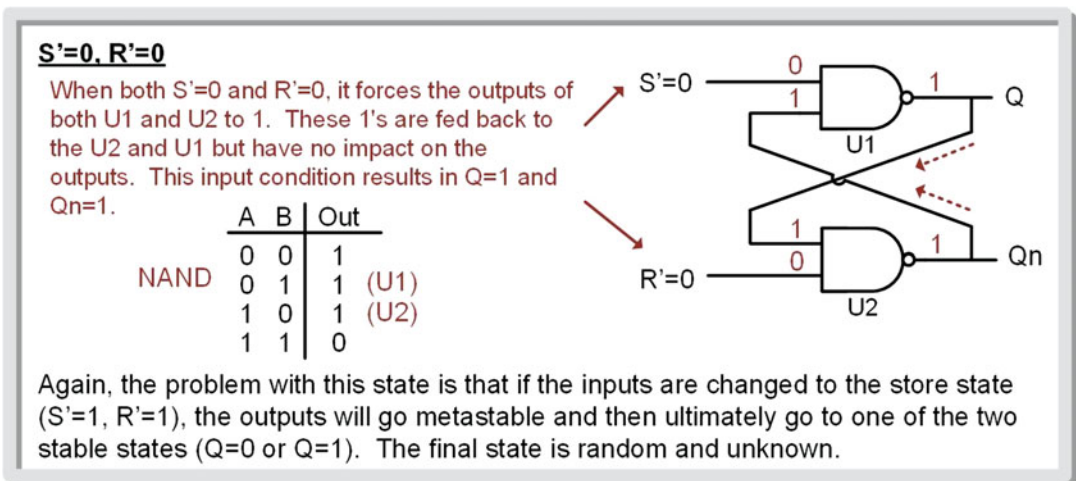 S'=0, R'=0
When both S'=0 and R'=0, it forces the outputs of
both U1 and U2 to 1. These 1's are fed back to
the U2 and U1 but have no impact on the
outputs. This input condition results in Q=1 and
Qn=1.
A B Out
0 0 1
NAND 0 1 1 (U1)
1 0 1 (U2)
1 1 0
S'=0 0 1 Q
1
U1
1
R'=0 0 1 Qn
U2
Again, the problem with this state is that if the inputs are changed to the store state
(S'=1, R'=1), the outputs will go metastable and then ultimately go to one of the two
stable states (Q=0 or Q=1). The final state is random and unknown.